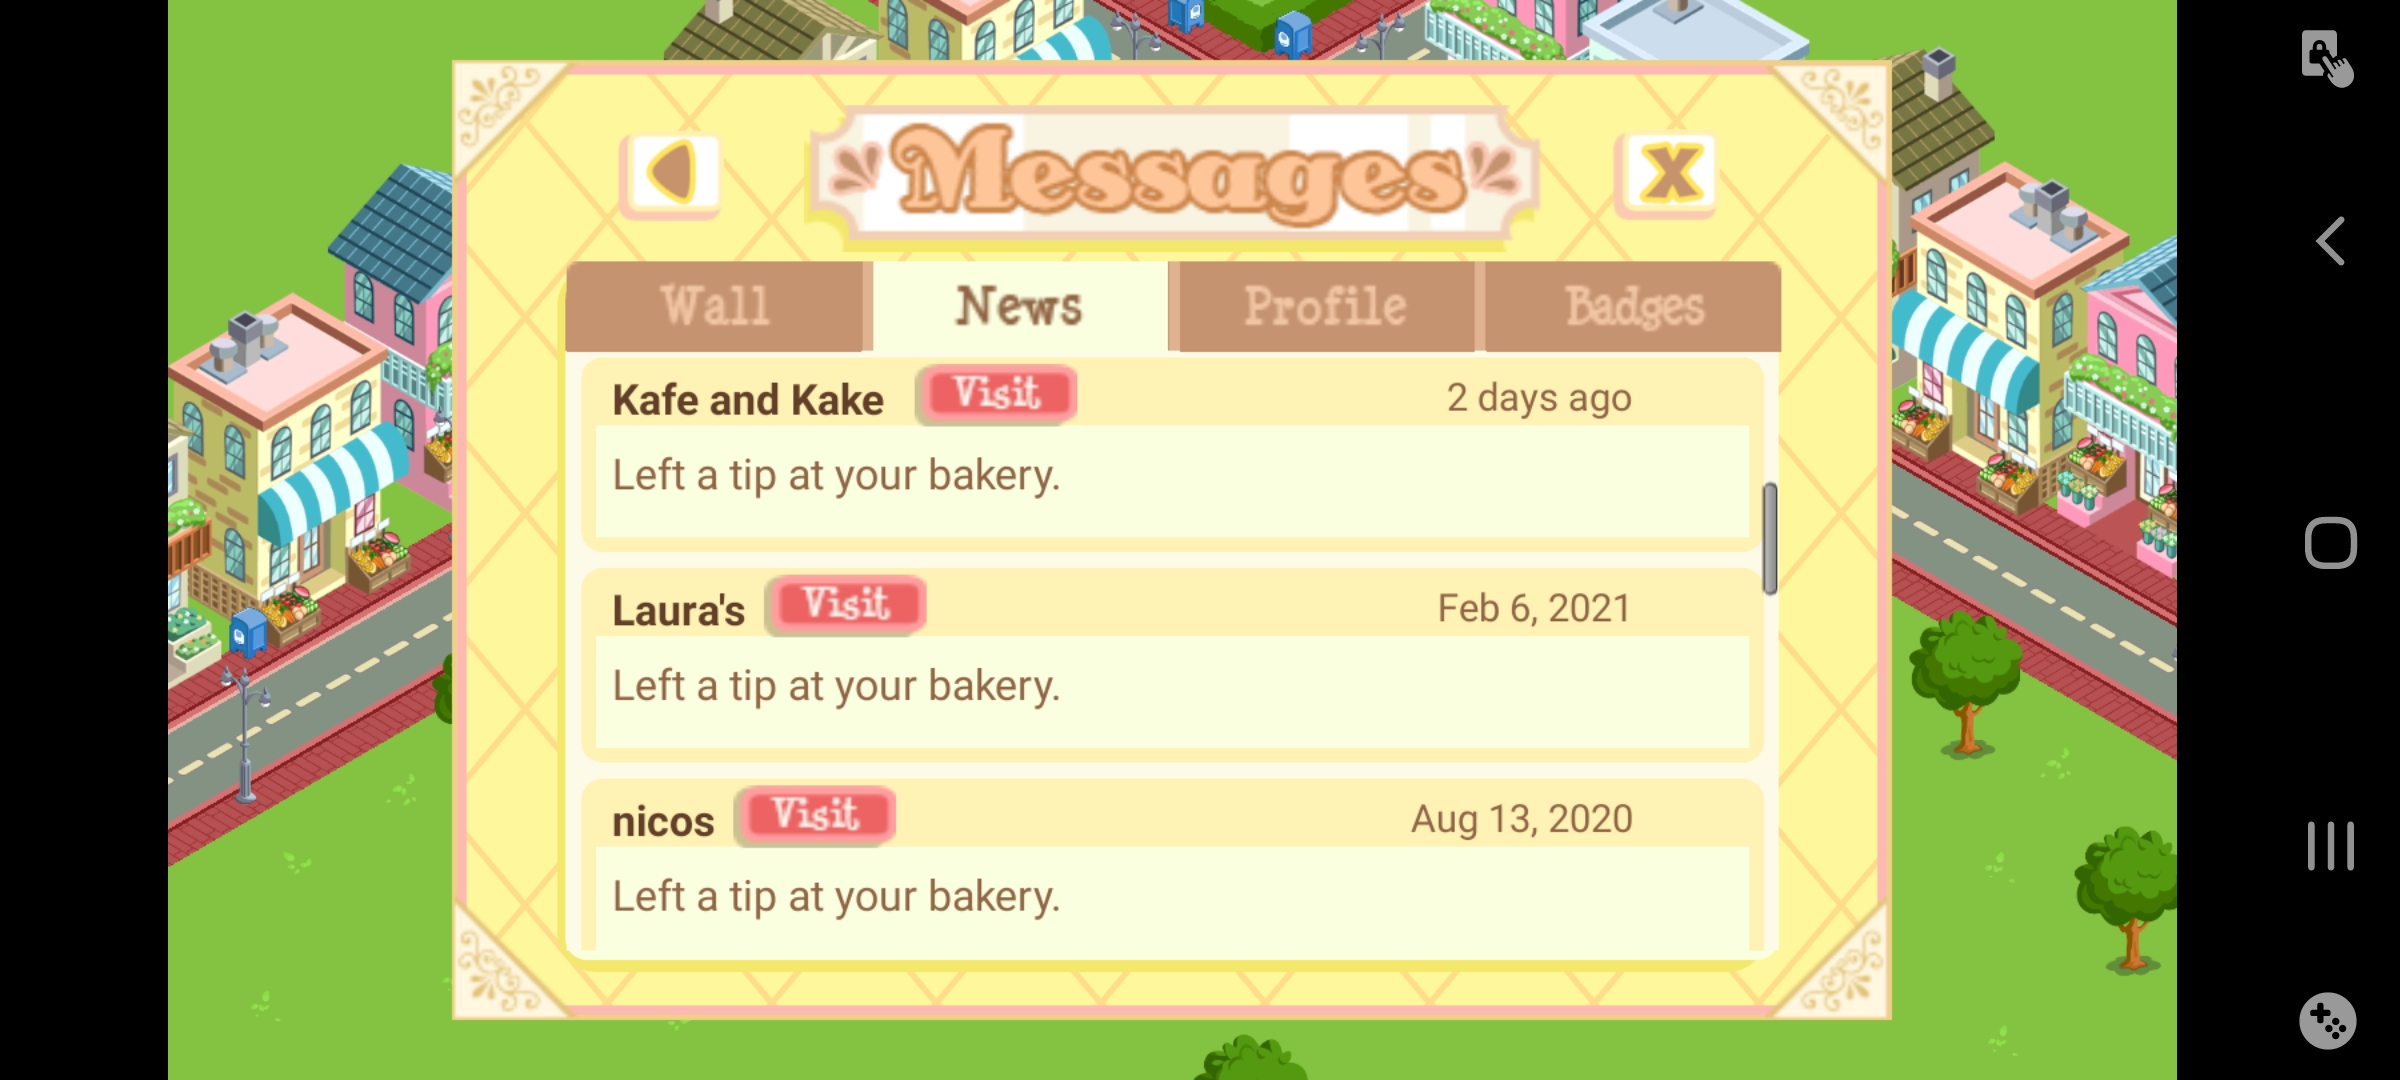 Messages
Wall News Profile Badges
Kafe and Kake Visit 2 days ago
Left a tip at your bakery.
Laura's Visit Feb 6, 2021
Left a tip at your bakery.
nicos Visit Aug 13, 2020
Left a tip at your bakery.